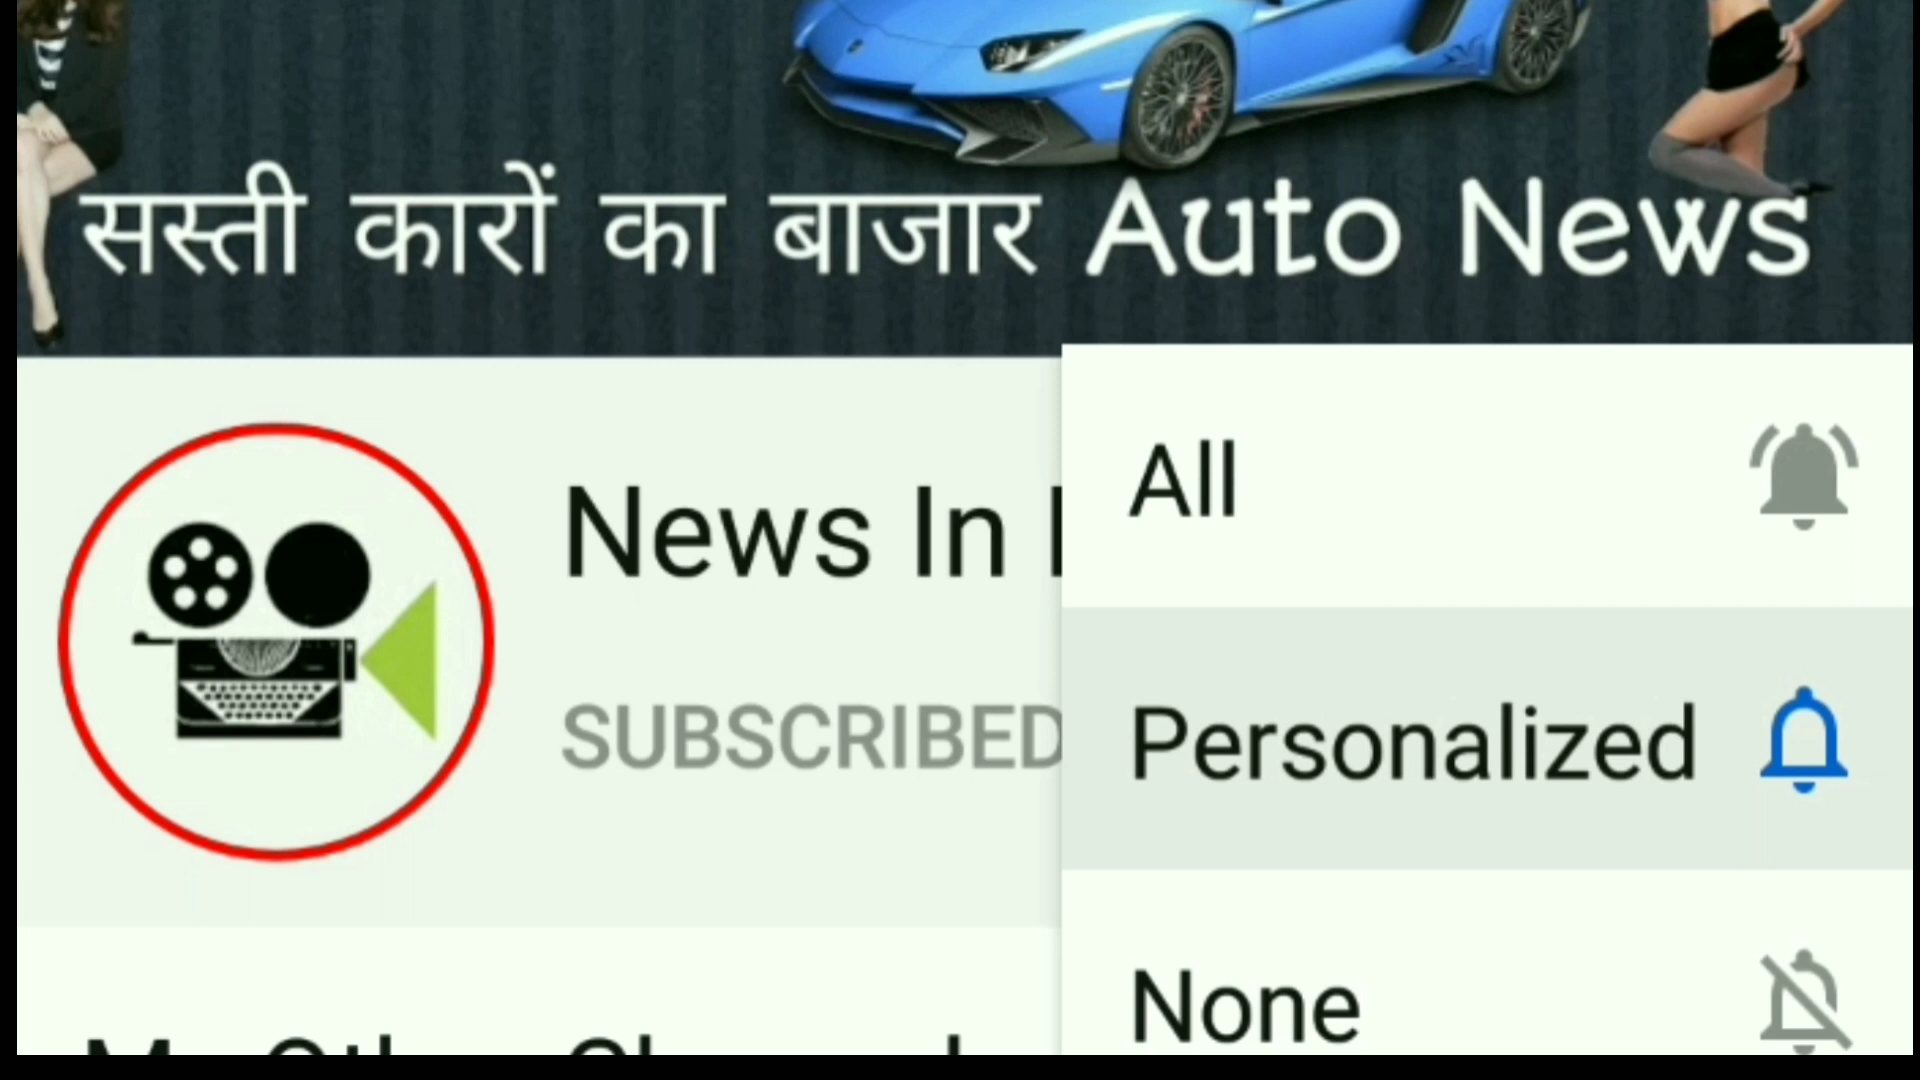 सस्ती कारों का बाजार Auto News
News In
SUBSCRIBED
All
Personalized
None